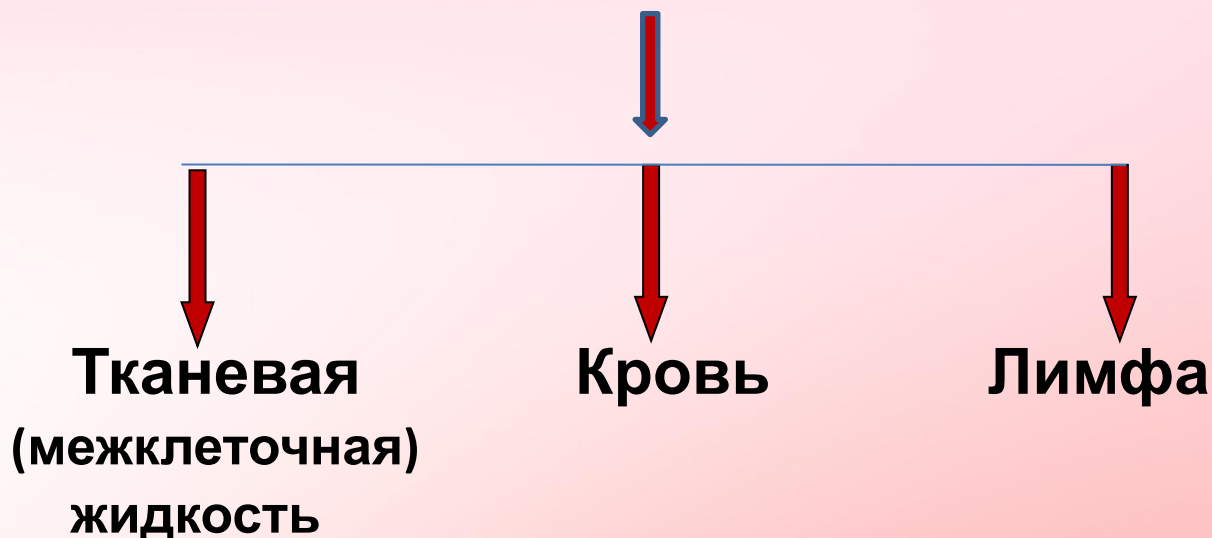 Тканевая Кровь Лимфа
(межклеточная)
жидкость